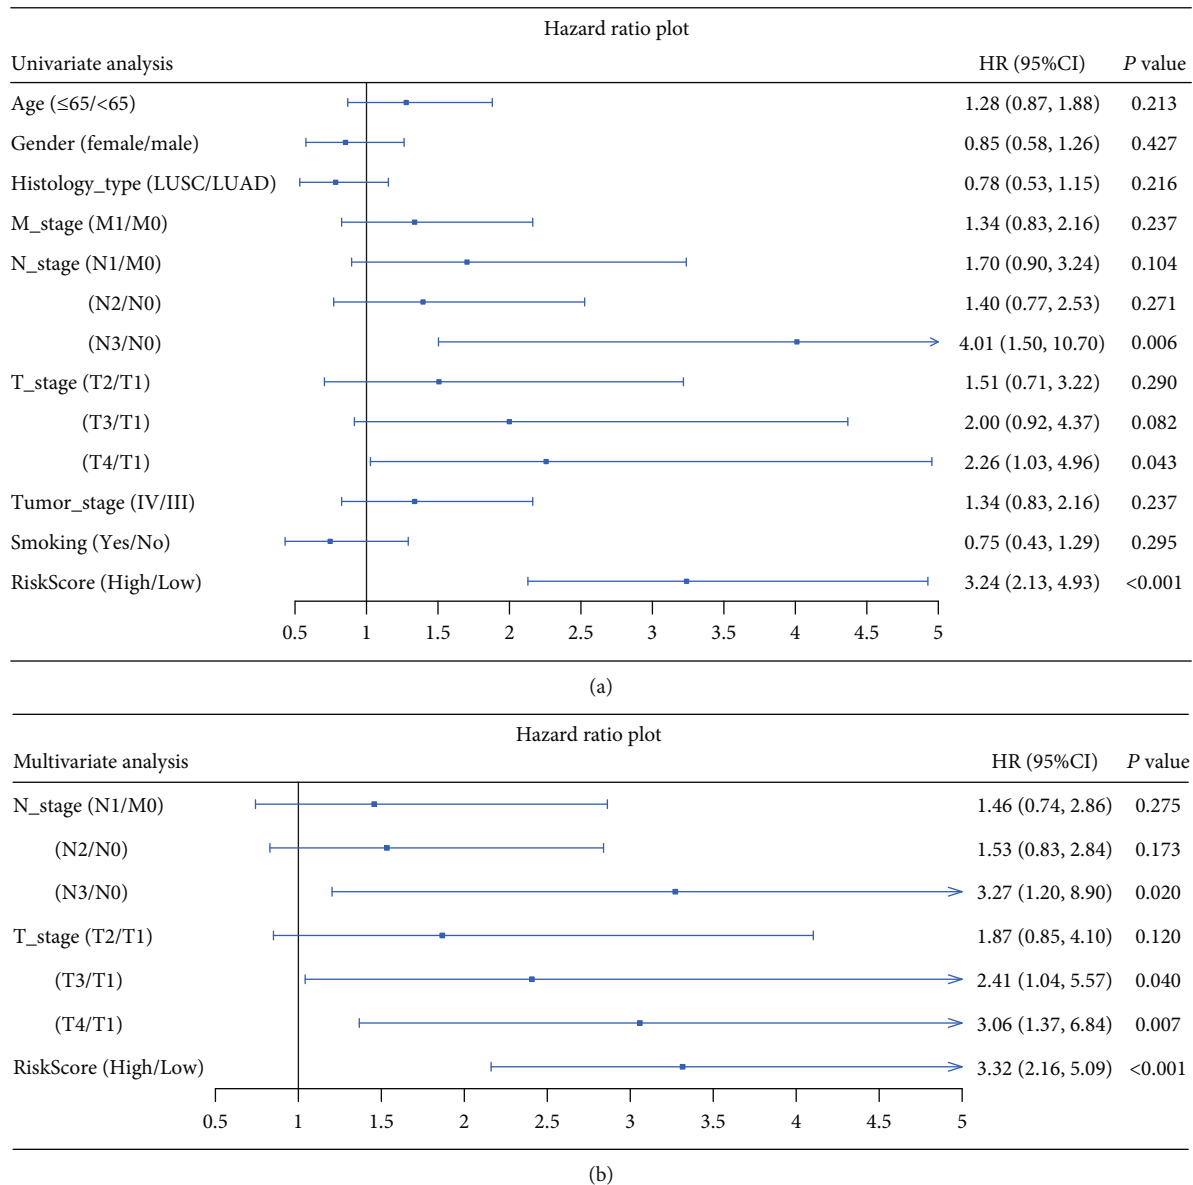 Hazard ratio plot
Univariate analysis HR (95%CI) P value
Age (≤65/<65) 1.28 (0.87, 1.88) 0.213
Gender (female/male) 0.85 (0.58, 1.26) 0.427
Histology_type (LUSC/LUAD) 0.78 (0.53, 1.15) 0.216
M_stage (M1/M0) 1.34 (0.83, 2.16) 0.237
N_stage (N1/M0) 1.70 (0.90, 3.24) 0.104
(N2/N0) 1.40 (0.77, 2.53) 0.271
(N3/N0) 4.01 (1.50, 10.70) 0.006
T_stage (T2/T1) 1.51 (0.71, 3.22) 0.290
(T3/T1) 2.00 (0.92, 4.37) 0.082
(T4/T1) 2.26 (1.03, 4.96) 0.043
Tumor_stage (IV/III) 1.34 (0.83, 2.16) 0.237
Smoking (Yes/No) 0.75 (0.43, 1.29) 0.295
RiskScore (High/Low) 3.24 (2.13, 4.93) <0.001
0.5 1 1.5 2 2.5 3 3.5 4 4.5 5
(a)
Hazard ratio plot
Multivariate analysis HR (95%CI) P value
N_stage (N1/M0) 1.46 (0.74, 2.86) 0.275
(N2/N0) 1.53 (0.83, 2.84) 0.173
(N3/N0) 3.27 (1.20, 8.90) 0.020
T_stage (T2/T1) 1.87 (0.85, 4.10) 0.120
(T3/T1) 2.41 (1.04, 5.57) 0.040
(T4/T1) 3.06 (1.37, 6.84) 0.007
RiskScore (High/Low) 3.32 (2.16, 5.09) <0.001
0.5 1 1.5 2 2.5 3 3.5 4 4.5 5
(b)